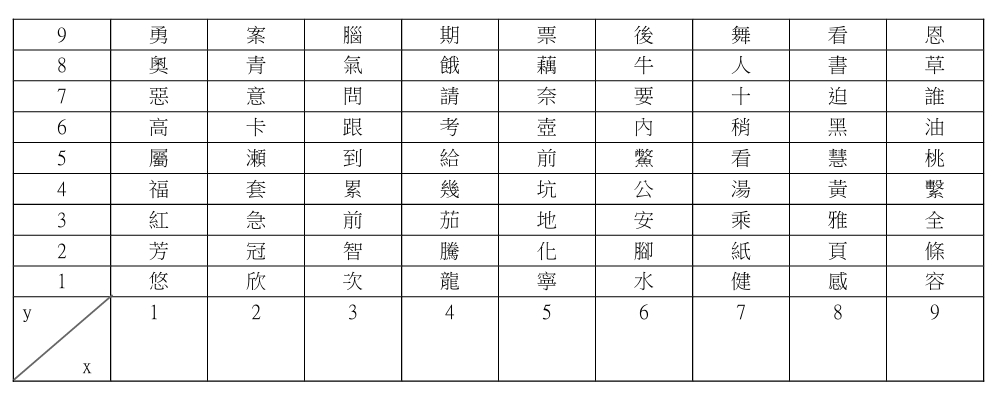 9 勇 案 腦 期 票 後 舞 看 恩
8 奧 青 氣 餓 藕 牛 人 書 草
7 惡 意 問 請 奈 要 十 迫 誰
6 高 卡 跟 考 壺 內 稍 黑 油
5 屬 瀨 到 給 前 鱉 看 慧 桃
4 福 套 累 幾 坑 公 湯 黃 繫
3 紅 急 前 茄 地 安 乘 雅 全
2 芳 冠 智 騰 化 腳 紙 頁 條
1 悠 欣 次 龍 寧 水 健 感 容
y 1 2 3 4 5 6 7 8 9
x